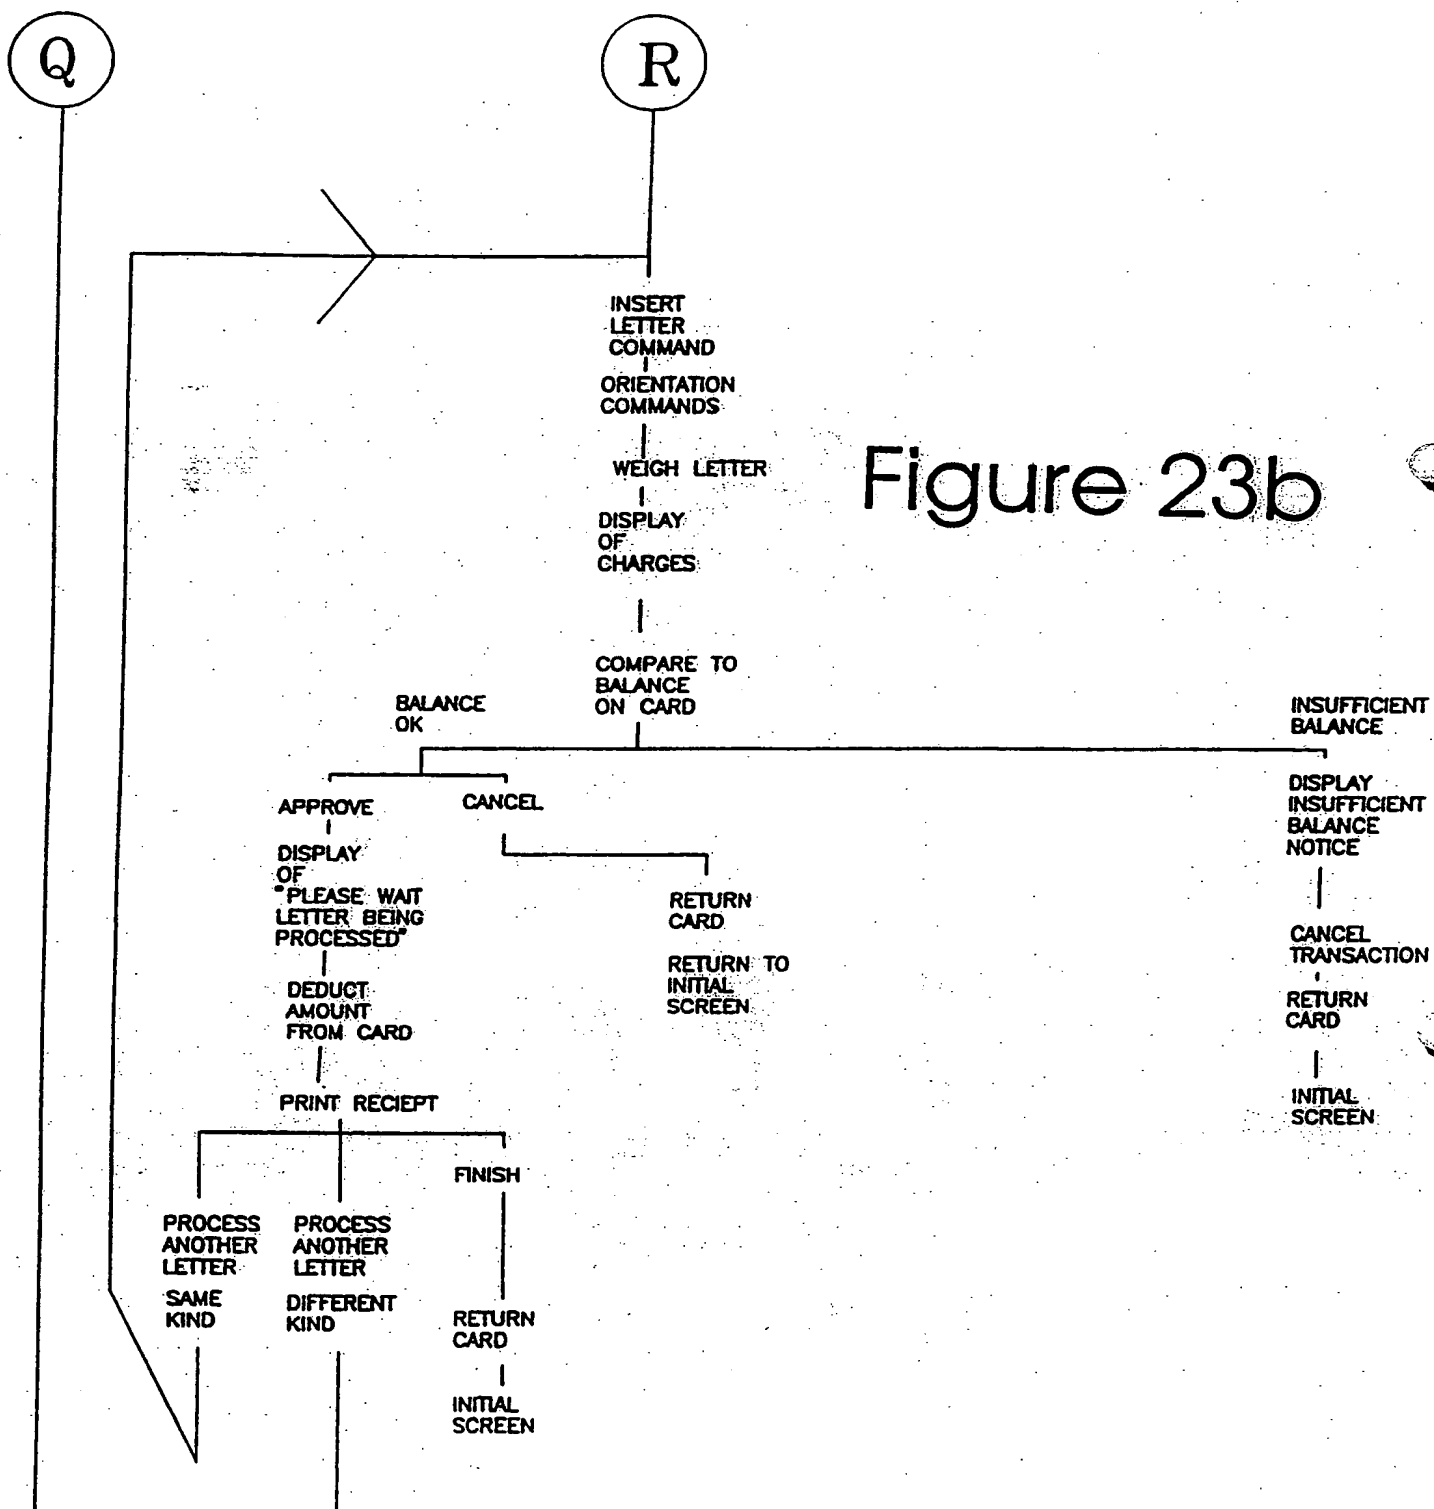 Q
R
INSERT
LETTER
COMMAND
ORIENTATION
COMMANDS
WEIGH LETTER
Figure 23b
DISPLAY
OF
CHARGES
COMPARE TO
BALANCE
ON CARD
BALANCE
OK
INSUFFICIENT
BALANCE
APPROVE
DISPLAY
OF
"PLEASE WAIT
LETTER BEING
PROCESSED"
DEDUCT
AMOUNT
FROM CARD
PRINT RECIEPT
CANCEL
RETURN
CARD
RETURN TO
INITIAL
SCREEN
DISPLAY
INSUFFICIENT
BALANCE
NOTICE
CANCEL
TRANSACTION
RETURN
CARD
INITIAL
SCREEN
PROCESS
ANOTHER
LETTER
SAME
KIND
PROCESS
ANOTHER
LETTER
DIFFERENT
KIND
FINISH
RETURN
CARD
INITIAL
SCREEN